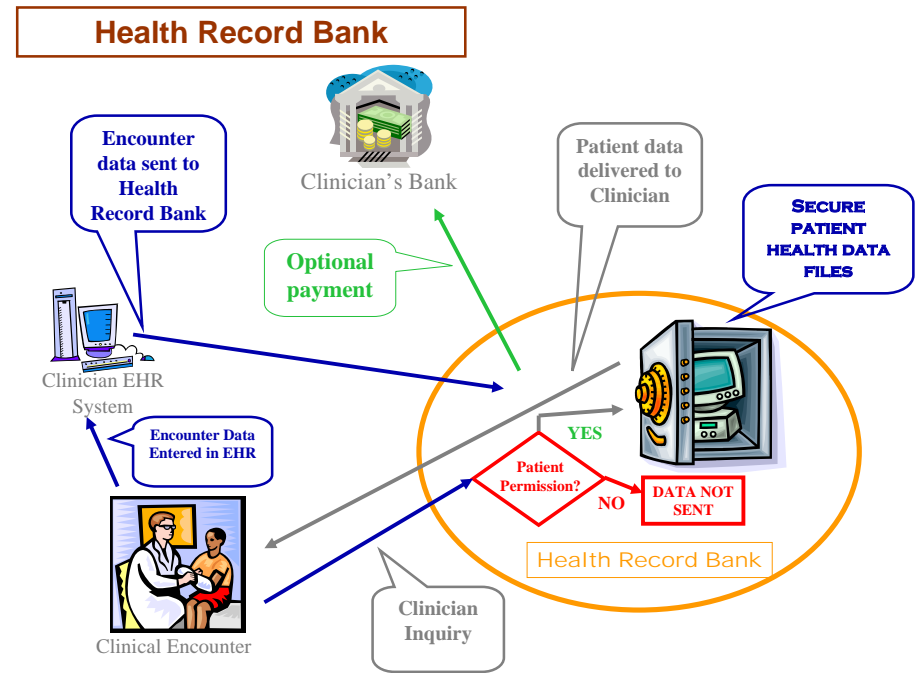 Health Record Bank
Encounter
data sent to
Health
Record Bank
Clinician's Bank
Patient data
delivered to
Clinician
SECURE
PATIENT
HEALTH DATA
FILES
Optional
payment
Clinician EHR
System
Encounter Data
Entered in EHR
YES
Patient
Permission?
NO
DATA NOT
SENT
Health Record Bank
Clinician
Inquiry
Clinical Encounter